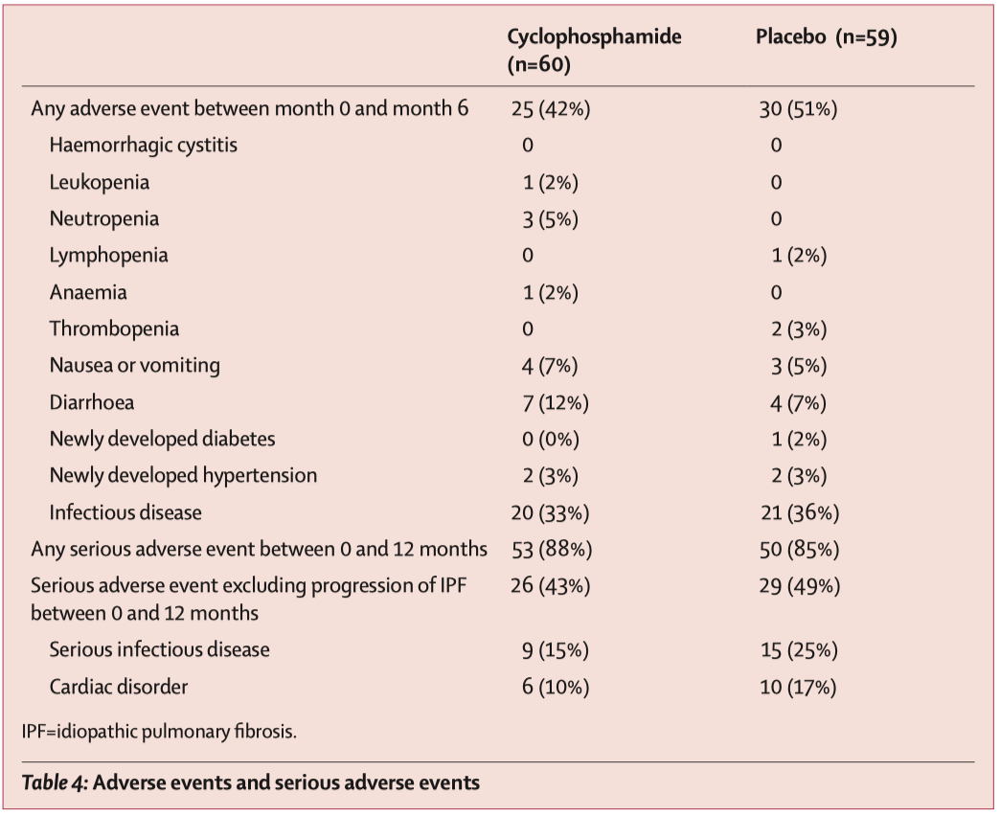 Cyclophosphamide (n=60) Placebo (n=59)
Any adverse event between month 0 and month 6 25 (42%) 30 (51%)
Haemorrhagic cystitis 0 0
Leukopenia 1 (2%) 0
Neutropenia 3 (5%) 0
Lymphopenia 0 1 (2%)
Anaemia 1 (2%) 0
Thrombopenia 0 2 (3%)
Nausea or vomiting 4 (7%) 3 (5%)
Diarrhoea 7 (12%) 4 (7%)
Newly developed diabetes 0 (0%) 1 (2%)
Newly developed hypertension 2 (3%) 2 (3%)
Infectious disease 20 (33%) 21 (36%)
Any serious adverse event between 0 and 12 months 53 (88%) 50 (85%)
Serious adverse event excluding progression of IPF 26 (43%) 29 (49%)
between 0 and 12 months
Serious infectious disease 9 (15%) 15 (25%)
Cardiac disorder 6 (10%) 10 (17%)
IPF=idiopathic pulmonary fibrosis.
Table 4: Adverse events and serious adverse events